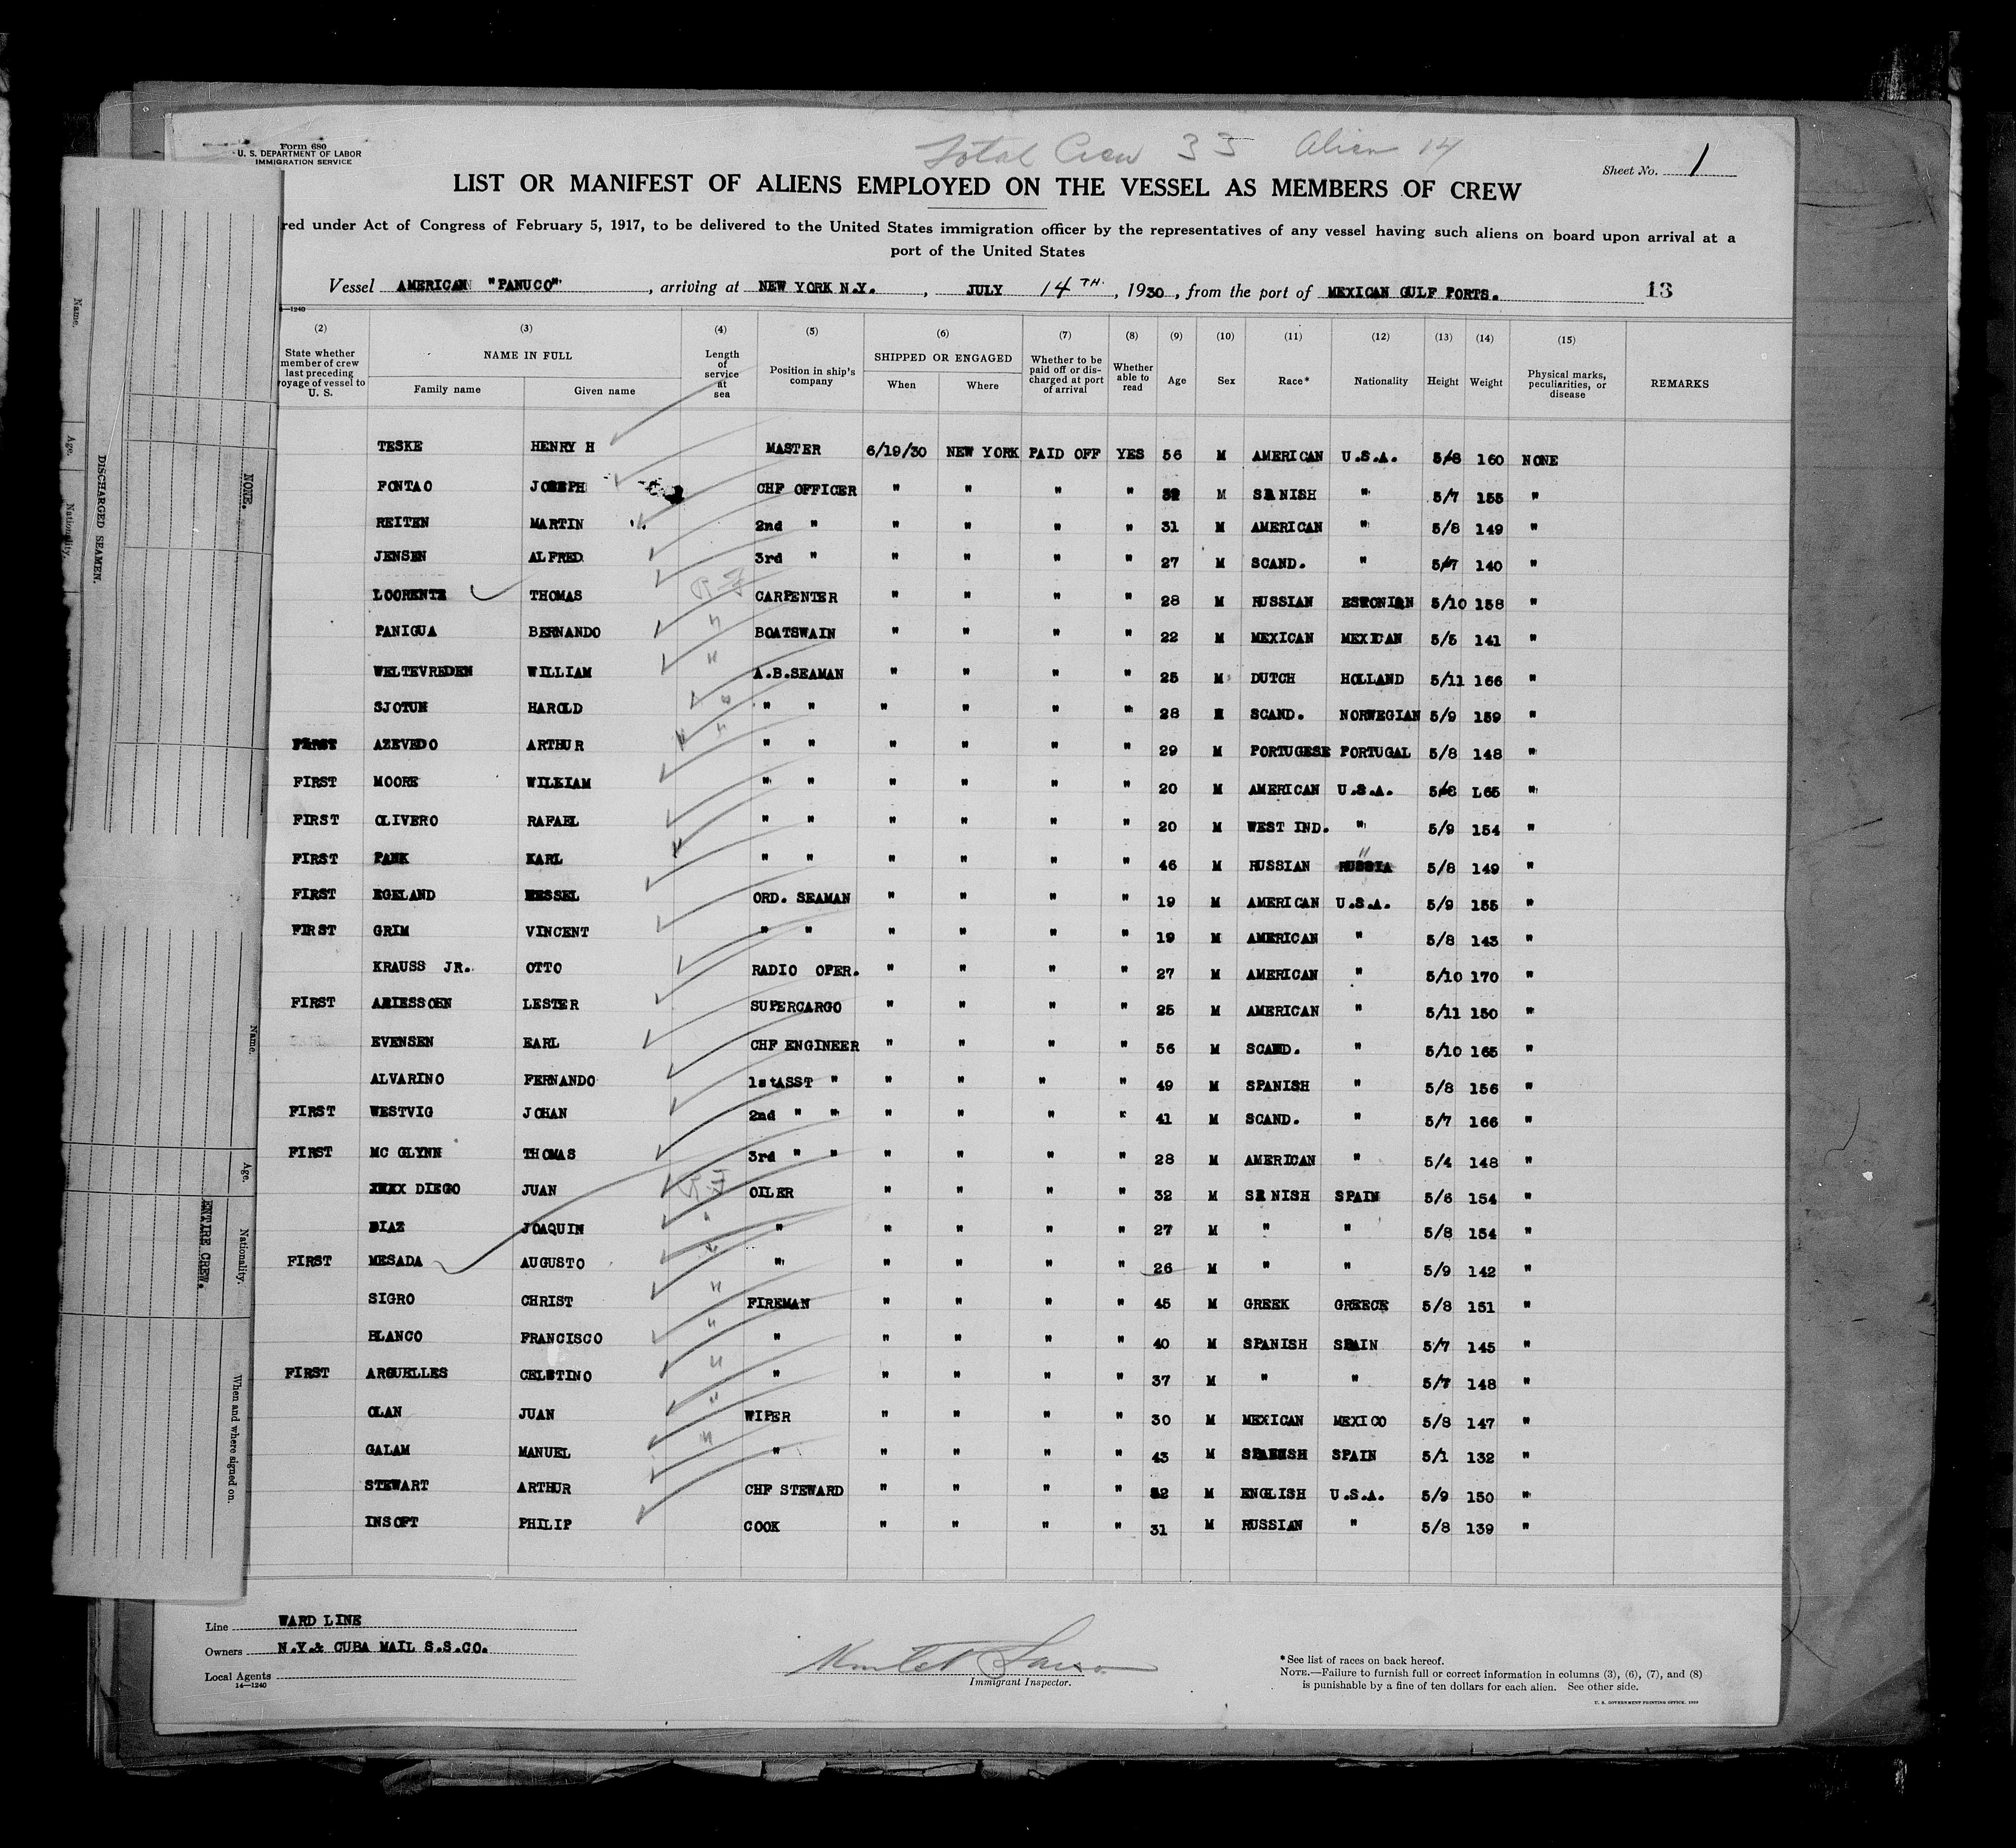 Total Crew 33 Alien 14
Form 680
U. S. DEPARTMENT OF LABOR
IMMIGRATION SERVICE
Sheet No. 1
LIST OR MANIFEST OF ALIENS EMPLOYED ON THE VESSEL AS MEMBERS OF CREW
red under Act of Congress of February 5, 1917, to be delivered to the United States immigration officer by the representatives of any vessel having such aliens on board upon arrival at a
port of the United States
Vessel AMERICAN "PANUCO" , arriving at NEW YORK N.Y. , JULY 14TH. , 1930 , from the port of MEXICAN GULF PORTS. 13
—1240
(2) (3) (4) (5) (6) (7) (8) (9) (10) (11) (12) (13) (14) (15)
State whether member of crew last preceding voyage of vessel to U. S.
NAME IN FULL
Family name Given name
Length of service at sea
Position in ship's company
SHIPPED OR ENGAGED
When Where
Whether to be paid off or discharged at port of arrival
Whether able to read
Age Sex Race* Nationality Height Weight
Physical marks, peculiarities, or disease
REMARKS
TESKE HENRY H MASTER 6/19/30 NEW YORK PAID OFF YES 56 M AMERICAN U.S.A. 5/8 160 NONE
FONTAO JOSEPH CHF OFFICER " " " " M " 5/7 155 "
REITEN MARTIN 2nd " " " " " 31 M AMERICAN " 5/8 149 "
JENSEN ALFRED 3rd " " " " " 27 M SCAND. " 5/7 140 "
THOMAS CARPENTER " " " " 28 M RUSSIAN ESTONIAN 5/10 158 "
PANIGUA BERNANDO " BOATSWAIN " " " " 22 M MEXICAN MEXICAN 5/5 141 "
WELTEVREDEN WILLIAM " A.B.SEAMAN " " " " 25 M DUTCH HOLLAND 5/11 166 "
SJOTUN HAROLD " " " " " " " 28 M SCAND. NORWEGIAN 5/9 159 "
FIRST AZEVEDO ARTHUR " " " " " " " 29 M PORTUGESE PORTUGAL 5/8 148 "
FIRST MOORE WILLIAM " " " " " " 20 M AMERICAN U.S.A. 5/8 L65 "
FIRST OLIVERO RAFAEL " " " " " " 20 M WEST IND. " 5/9 154 "
FIRST PANK KARL " " " " " " 46 M RUSSIAN " RUSSIA 5/8 149 "
FIRST EGELAND WESSEL ORD. SEAMAN " " " " 19 M AMERICAN U.S.A. 5/9 155 "
FIRST GRIM VINCENT " " " " " " 19 M AMERICAN " 5/8 143 "
KRAUSS JR. OTTO RADIO OPER. " " " " 27 M AMERICAN " 5/10 170 "
FIRST LESTER SUPERCARGO " " " " 25 M AMERICAN " 5/11 150 "
EVENSEN EARL CHF ENGINEER " " " " 56 M SCAND. " 5/10 165 "
ALVARINO FERNANDO 1stASST " " " " " 49 M SPANISH " 5/8 156 "
FIRST WESTVIG JOHAN 2nd " " " " " " 41 M SCAND. " 5/7 166 "
FIRST MC GLYNN THOMAS 3rd " " " " " " 28 M AMERICAN " 5/4 148 "
DIEGO JUAN OILER " " " " 32 M SPAIN 5/6 154 "
DIAZ JOAQUIN " " " " " " 27 M " " 5/8 154 "
FIRST MESADA AUGUSTO " " " " " " 26 M " " 5/9 142 "
SIGRO CHRIST " FIREMAN " " " " 45 M GREEK GREECE 5/8 151 "
BLANCO FRANCISCO " " " " " " 40 M SPANISH SPAIN 5/7 145 "
FIRST ARGUELLES CELSTINO " " " " " " 37 M " " 5/7 148 "
OLAN JUAN " WIPER " " " " 30 M MEXICAN MEXICO 5/8 147 "
GALAM MANUEL " " " " " " 43 M SPANISH SPAIN 5/1 132 "
STEWART ARTHUR CHF STEWARD " " " " M ENGLISH U.S.A. 5/9 150 "
INSOFT PHILIP COOK " " " " 31 M RUSSIAN " 5/8 139 "
Line WARD LINE
Owners N.Y.& CUBA MAIL S.S.CO.
Local Agents
14—1240
Immigrant Inspector.
*See list of races on back hereof.
NOTE.—Failure to furnish full or correct information in columns (3), (6), (7), and (8)
is punishable by a fine of ten dollars for each alien. See other side.
U. S. GOVERNMENT PRINTING OFFICE
Name. Age. Nationality.
DISCHARGED SEAMEN.
NONE.
Name. Age. Nationality. When and where signed on.
ENTIRE CREW.